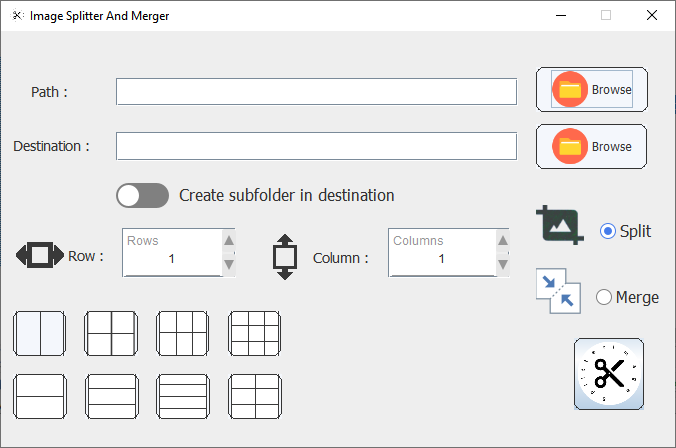 Image Splitter And Merger
Path :
Browse
Destination :
Browse
Create subfolder in destination
Row :
Rows
1
Column :
Columns
1
Split
Merge